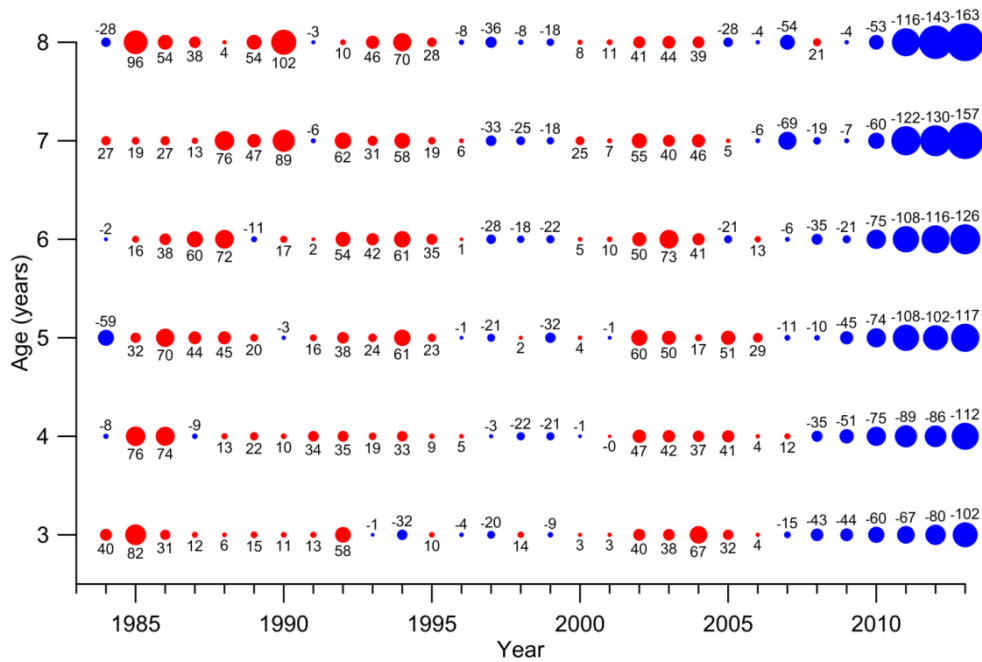 -28 -3 -8 -36 -8 -18 -28 -4 -54 -4 -53 -116 -143 -163
8
96 54 38 4 54 102 10 46 70 28 8 11 41 44 39 21
-6 -33 -25 -18 -6 -69 -19 -7 -60 -122 -130 -157
7
27 19 27 13 76 47 89 62 31 58 19 6 25 7 55 40 46 5
-2 -11 -28 -18 -22 -21 -6 -35 -21 -75 -108 -116 -126
6
16 38 60 72 17 2 54 42 61 35 1 5 10 50 73 41 13
Age (years)
-59 -3 -1 -21 -32 -1 -11 -10 -45 -74 -108 -102 -117
5
32 70 44 45 20 16 38 24 61 23 2 4 60 50 17 51 29
-8 -9 -3 -22 -21 -1 -0 -35 -51 -75 -89 -86 -112
4
76 74 13 22 10 34 35 19 33 9 5 47 42 37 41 4 12
-1 -32 -4 -20 -9 -15 -43 -44 -60 -67 -80 -102
3
40 82 31 12 6 15 11 13 58 10 14 3 3 40 38 67 32 4
1985 1990 1995 2000 2005 2010
Year